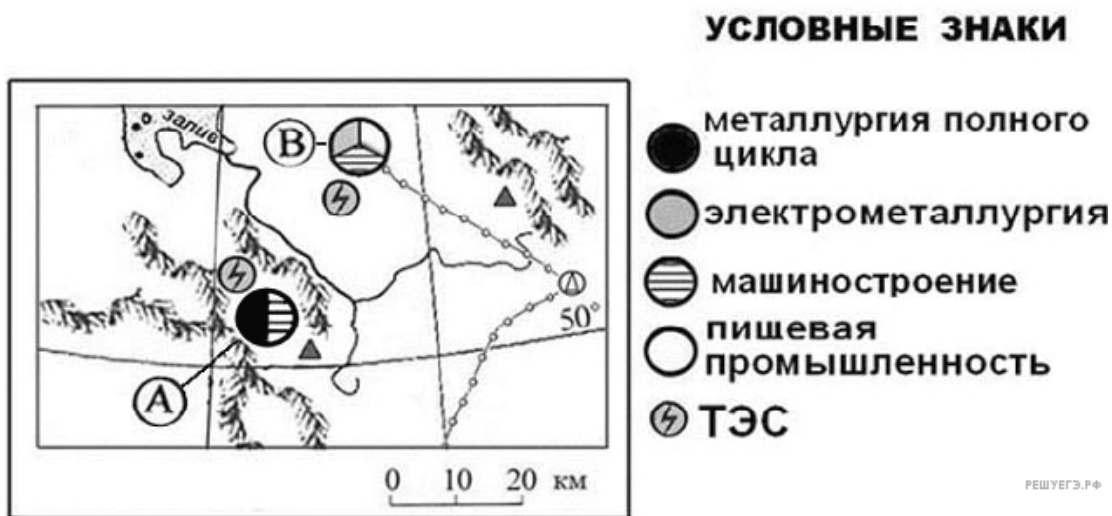 УСЛОВНЫЕ ЗНАКИ
залив
В
А
50°
0 10 20 км
металлургия полного
цикла
электрометаллургия
машиностроение
пищевая
промышленность
ТЭС
РЕШУЕГЭ.РФ